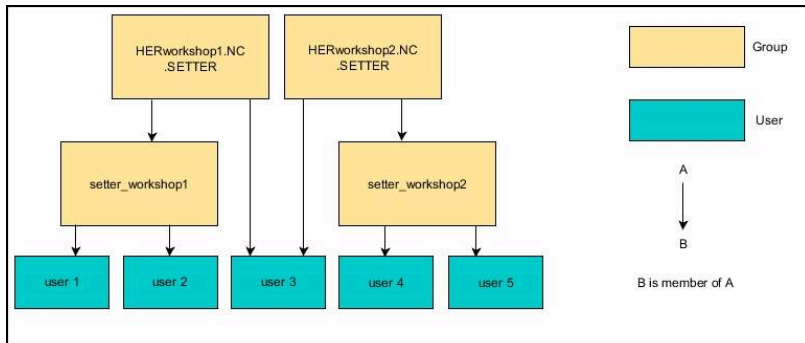 HERworkshop1.NC
.SETTER
HERworkshop2.NC
.SETTER
Group
User
setter_workshop1
setter_workshop2
A
B
user 1
user 2
user 3
user 4
user 5
B is member of A